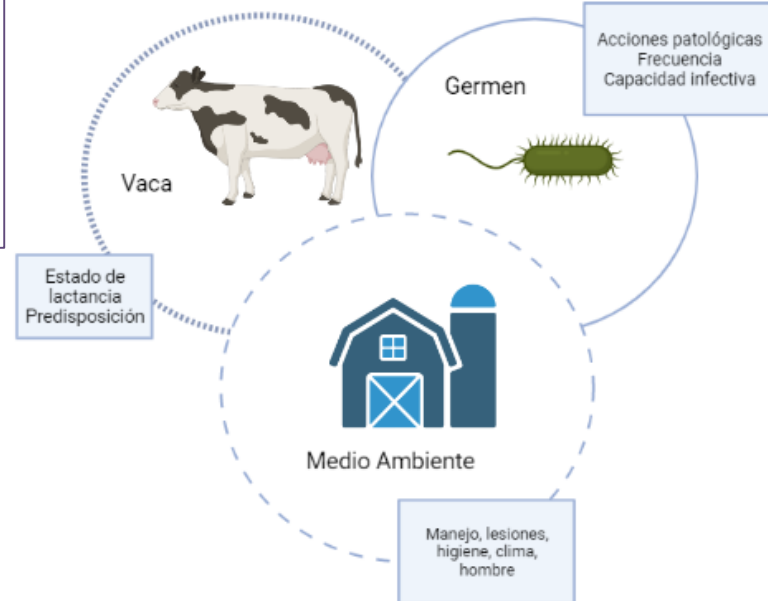 Acciones patológicas
Frecuencia
Capacidad infectiva
Germen
Vaca
Estado de
lactancia
Predisposición
Medio Ambiente
Manejo, lesiones,
higiene, clima,
hombre